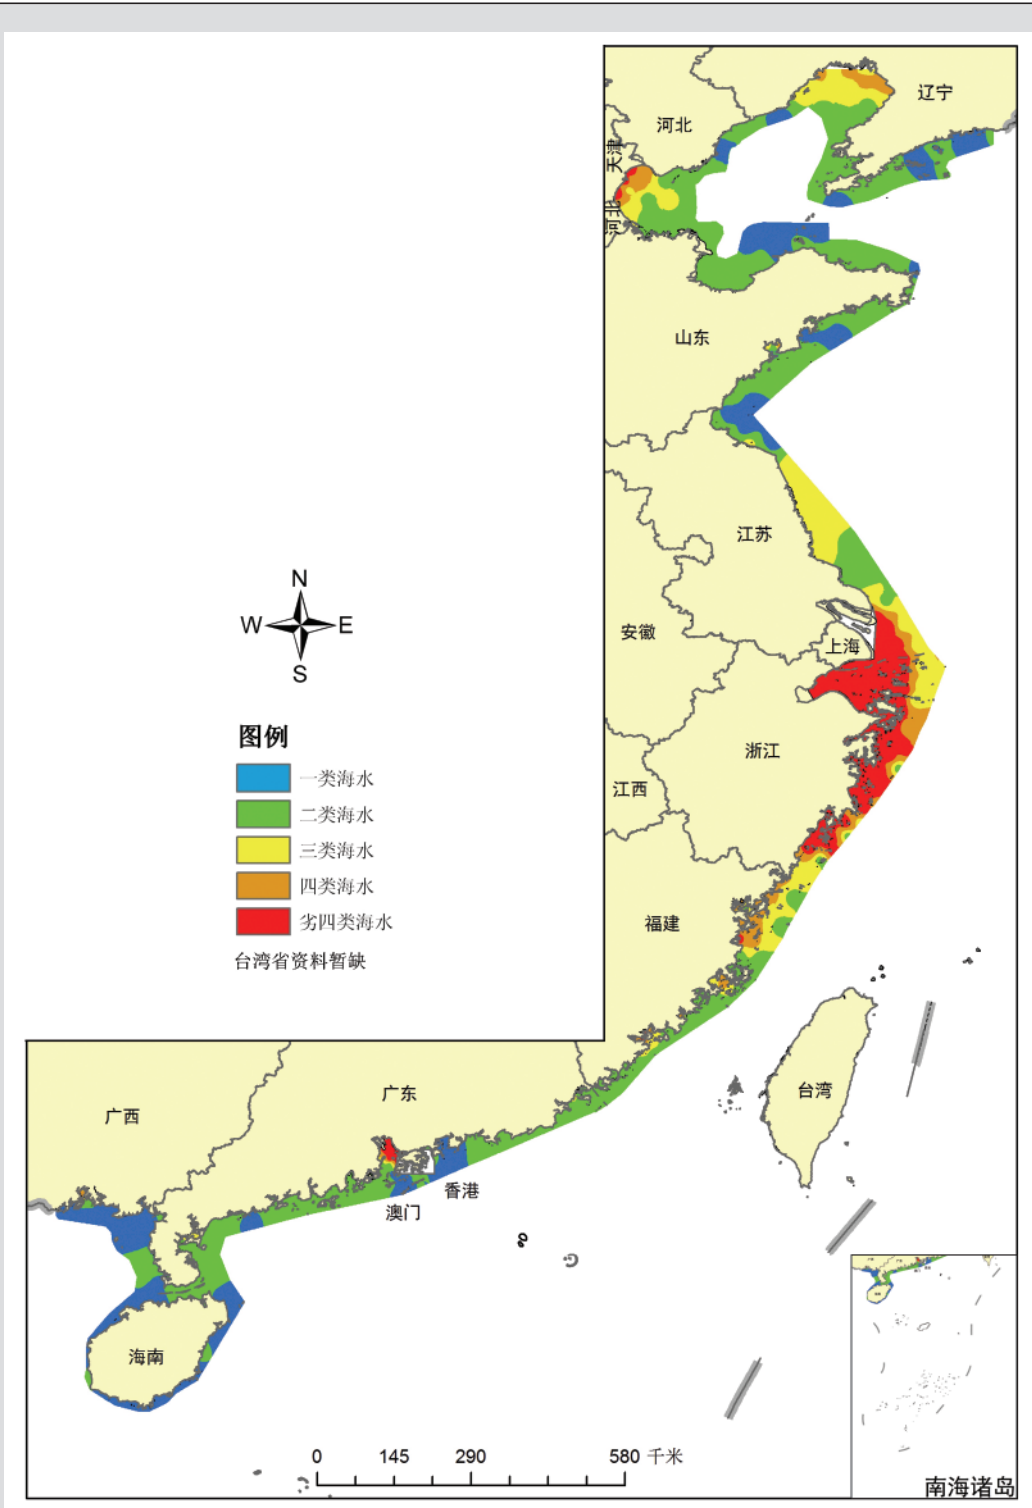 辽宁
河北
天津
河北
山东
江苏
安徽
上海
浙江
江西
福建
台湾
广东
广西
香港
澳门
海南
N
W
E
S
图例
一类海水
二类海水
三类海水
四类海水
劣四类海水
台湾省资料暂缺
0 145 290 580 千米
南海诸岛